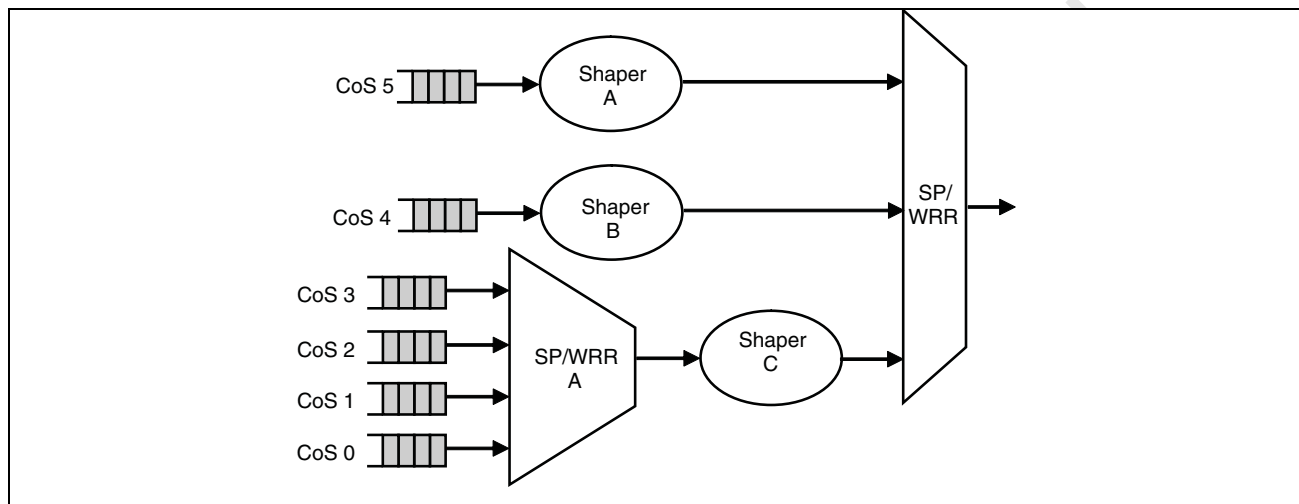 CoS 5
Shaper
A
CoS 4
Shaper
B
SP/
WRR
CoS 3
CoS 2
CoS 1
CoS 0
SP/WRR
A
Shaper
C